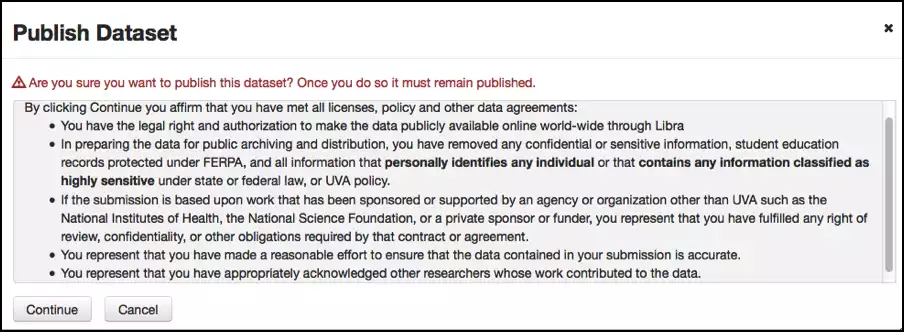 Publish Dataset
Are you sure you want to publish this dataset? Once you do so it must remain published.
By clicking Continue you affirm that you have met all licenses, policy and other data agreements:
You have the legal right and authorization to make the data publicly available online world-wide through Libra
In preparing the data for public archiving and distribution, you have removed any confidential or sensitive information, student education
records protected under FERPA, and all information that personally identifies any individual or that contains any information classified as
highly sensitive under state or federal law, or UVA policy.
If the submission is based upon work that has been sponsored or supported by an agency or organization other than UVA such as the
National Institutes of Health, the National Science Foundation, or a private sponsor or funder, you represent that you have fulfilled any right of
review, confidentiality, or other obligations required by that contract or agreement.
You represent that you have made a reasonable effort to ensure that the data contained in your submission is accurate.
You represent that you have appropriately acknowledged other researchers whose work contributed to the data.
Continue Cancel